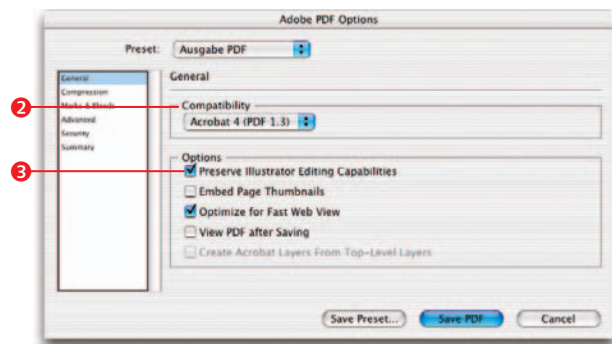 Adobe PDF Options
Preset: Ausgabe PDF
General
Compression
Marks & Bleeds
Advanced
Security
Summary
General
2
Compatibility
Acrobat 4 (PDF 1.3)
Options
3
Preserve Illustrator Editing Capabilities
Embed Page Thumbnails
Optimize for Fast Web View
View PDF after Saving
Create Acrobat Layers From Top-Level Layers
Save Preset... Save PDF Cancel